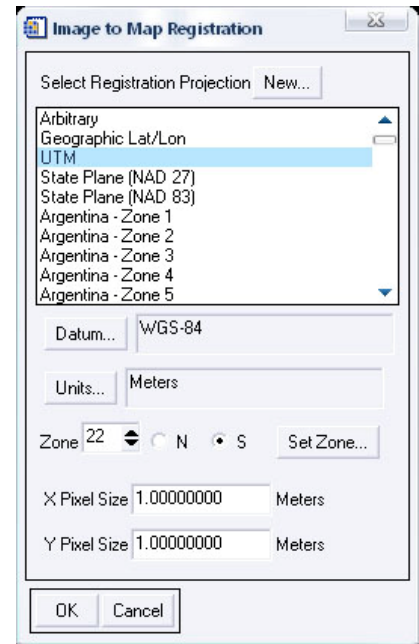 Image to Map Registration
Select Registration Projection New...
Arbitrary
Geographic Lat/Lon
UTM
State Plane (NAD 27)
State Plane (NAD 83)
Argentina - Zone 1
Argentina - Zone 2
Argentina - Zone 3
Argentina - Zone 4
Argentina - Zone 5
Datum... WGS-84
Units... Meters
Zone 22 N S Set Zone...
X Pixel Size 1.00000000 Meters
Y Pixel Size 1.00000000 Meters
OK Cancel